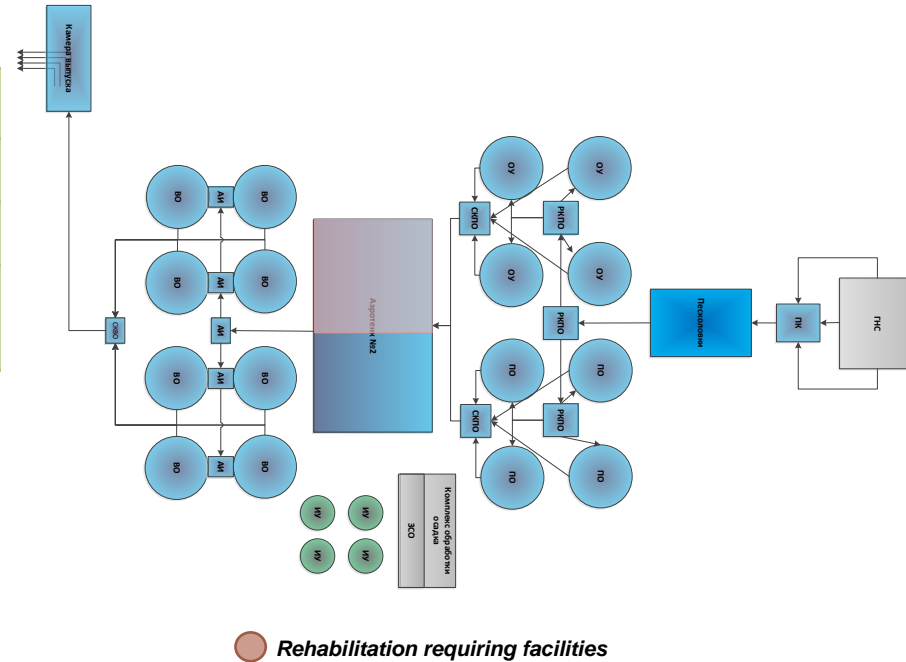 Камера выпуска
ОУ
ОУ
ВО
АИ
ВО
СКПО
РКПО
ОУ
ОУ
ВО
АИ
ВО
СКВО
АИ
Аэротенк №2
РКПО
Песколовни
ПК
ГНС
ВО
АИ
ВО
ПО
ПО
СКПО
РКПО
ВО
АИ
ВО
ПО
ПО
ИУ
ИУ
ИУ
ИУ
Комплекс обработки
осадка
ЗСО
Rehabilitation requiring facilities